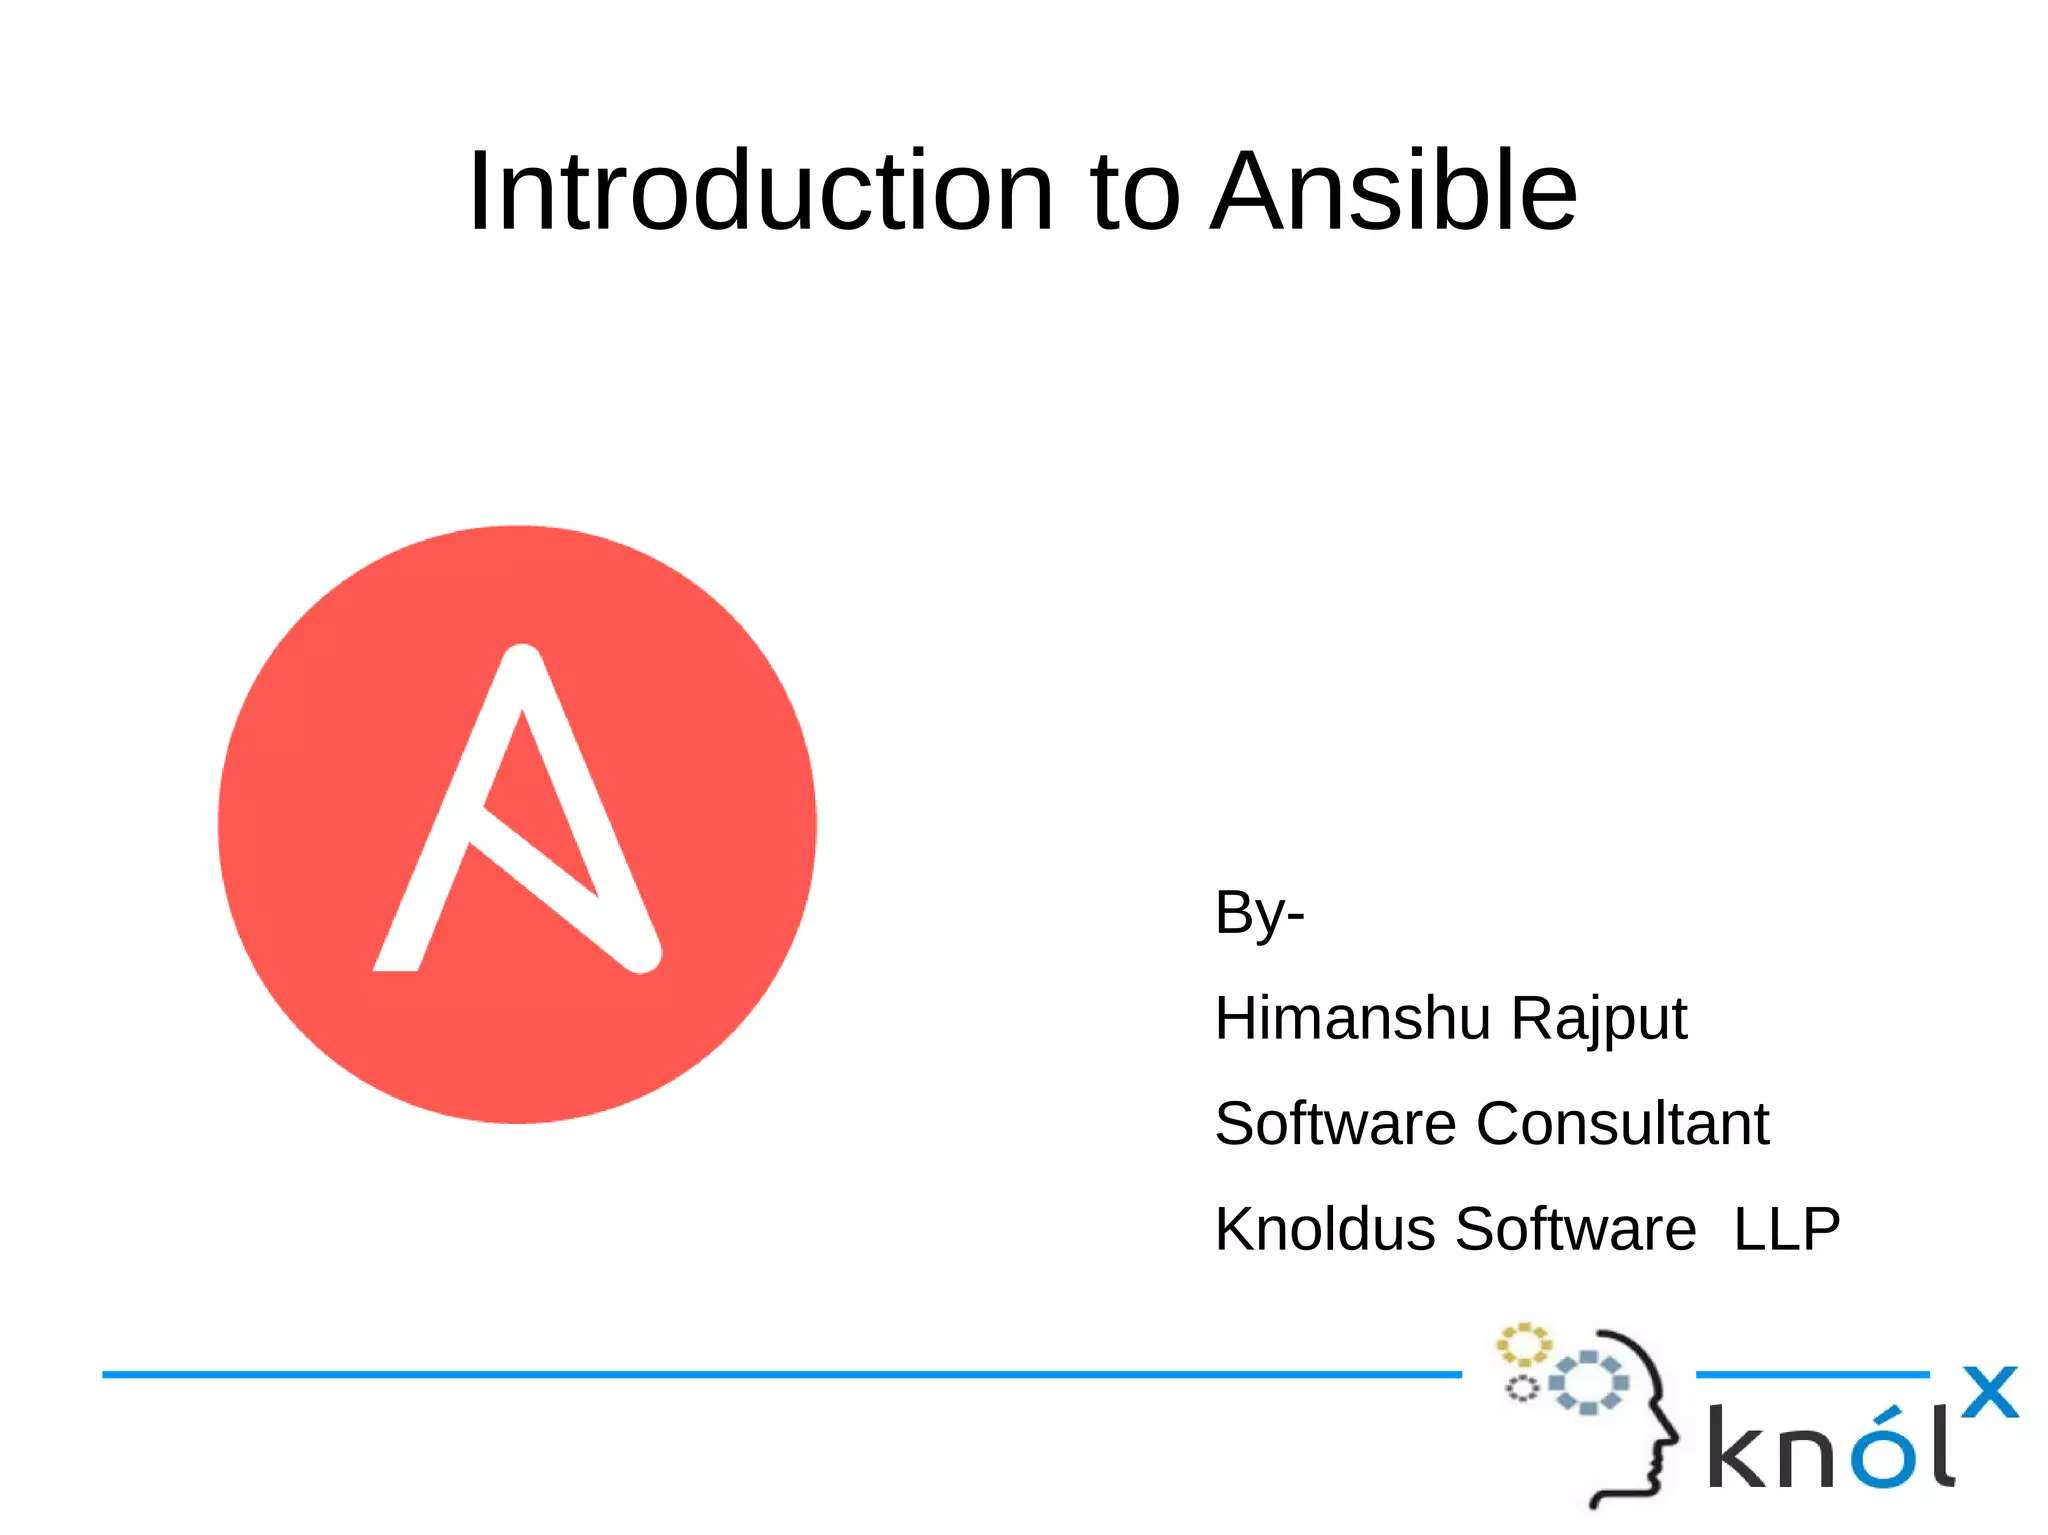 Introduction to Ansible
By-
Himanshu Rajput
Software Consultant
Knoldus Software  LLP
knólx